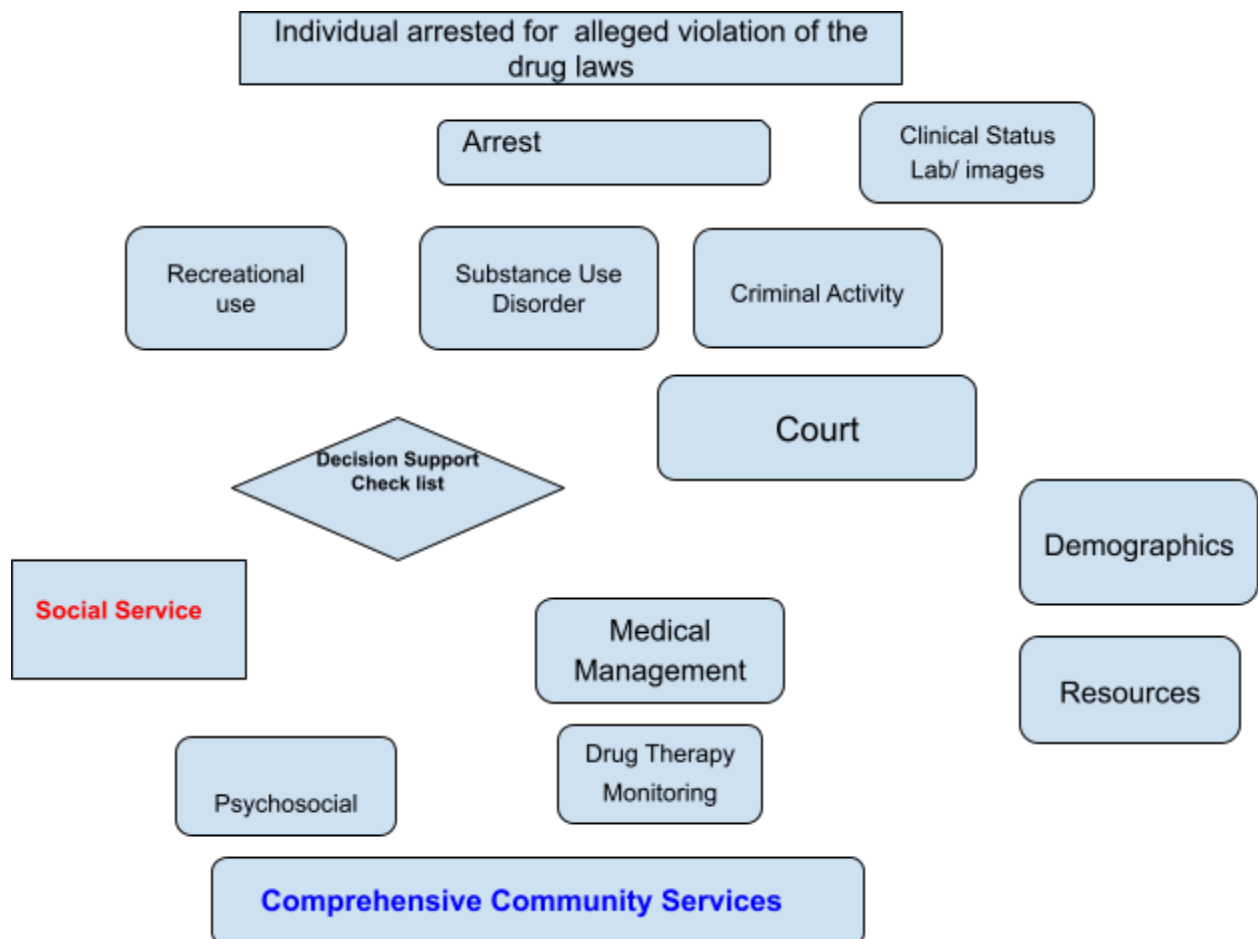 Individual arrested for  alleged violation of the
drug laws
Arrest
Clinical Status
Lab/ images
Recreational
use
Substance Use
Disorder
Criminal Activity
Court
Decision Support
Check list
Demographics
Social Service
Medical
Management
Resources
Drug Therapy
Monitoring
Psychosocial
Comprehensive Community Services